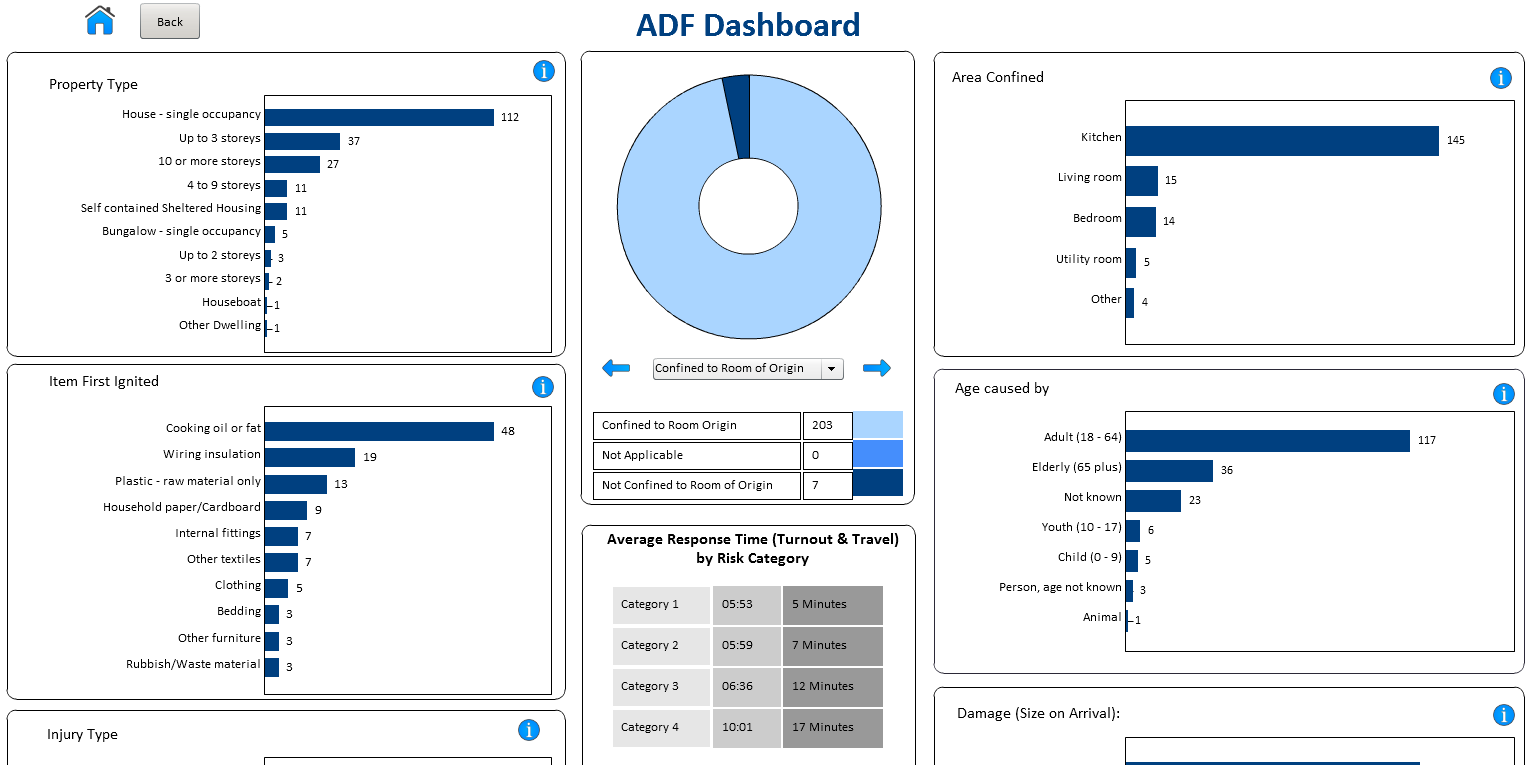 Back
ADF Dashboard
Property Type
House - single occupancy 112
Up to 3 storeys 37
10 or more storeys 27
4 to 9 storeys 11
Self contained Sheltered Housing 11
Bungalow - single occupancy 5
Up to 2 storeys 3
3 or more storeys 2
Houseboat 1
Other Dwelling 1
Item First Ignited
Cooking oil or fat 48
Wiring insulation 19
Plastic - raw material only 13
Household paper/Cardboard 9
Internal fittings 7
Other textiles 7
Clothing 5
Bedding 3
Other furniture 3
Rubbish/Waste material 3
Injury Type
Confined to Room of Origin
Confined to Room Origin 203
Not Applicable 0
Not Confined to Room of Origin 7
Average Response Time (Turnout & Travel)
by Risk Category
Category 1 05:53 5 Minutes
Category 2 05:59 7 Minutes
Category 3 06:36 12 Minutes
Category 4 10:01 17 Minutes
Area Confined
Kitchen 145
Living room 15
Bedroom 14
Utility room 5
Other 4
Age caused by
Adult (18 - 64) 117
Elderly (65 plus) 36
Not known 23
Youth (10 - 17) 6
Child (0 - 9) 5
Person, age not known 3
Animal 1
Damage (Size on Arrival):